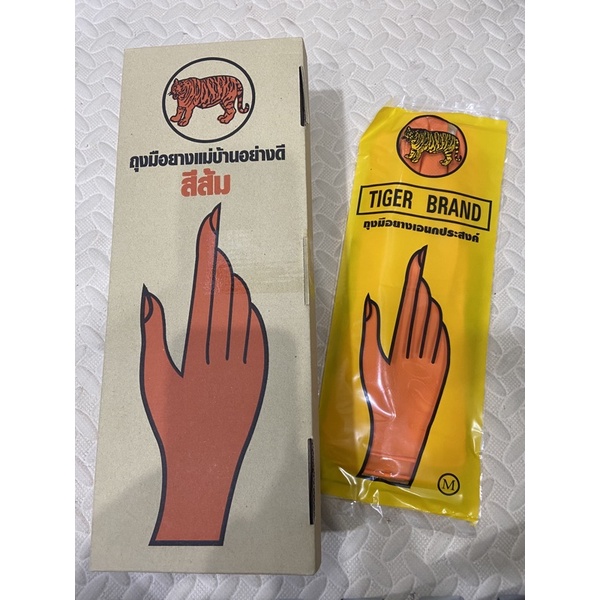 ถุงมือยางแม่บ้านอย่างดี
สีส้ม
TIGER BRAND
ถุงมือยางเอนกประสงค์
M